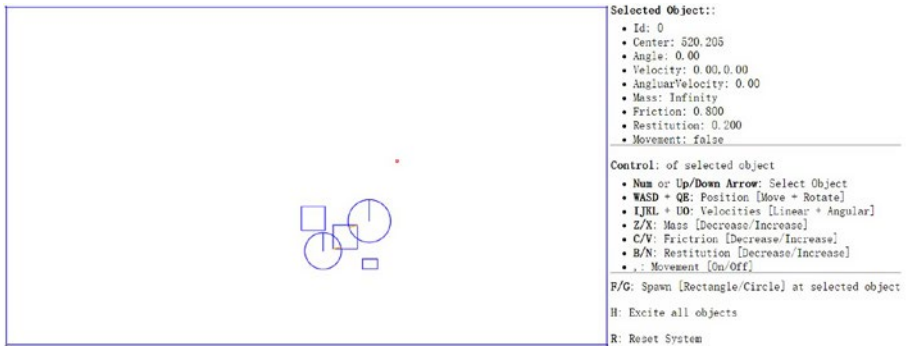 Selected Object::
• Id: 0
• Center: 520,205
• Angle: 0.00
• Velocity: 0.00,0.00
• AngluarVelocity: 0.00
• Mass: Infinity
• Friction: 0.800
• Restitution: 0.200
• Movement: false
Control: of selected object
• Num or Up/Down Arrow: Select Object
• WASD + QE: Position [Move + Rotate]
• IJKL + UO: Velocities [Linear + Angular]
• Z/X: Mass [Decrease/Increase]
• C/V: Frictrion [Decrease/Increase]
• B/N: Restitution [Decrease/Increase]
• ,: Movement [On/Off]
F/G: Spawn [Rectangle/Circle] at selected object
H: Excite all objects
R: Reset System